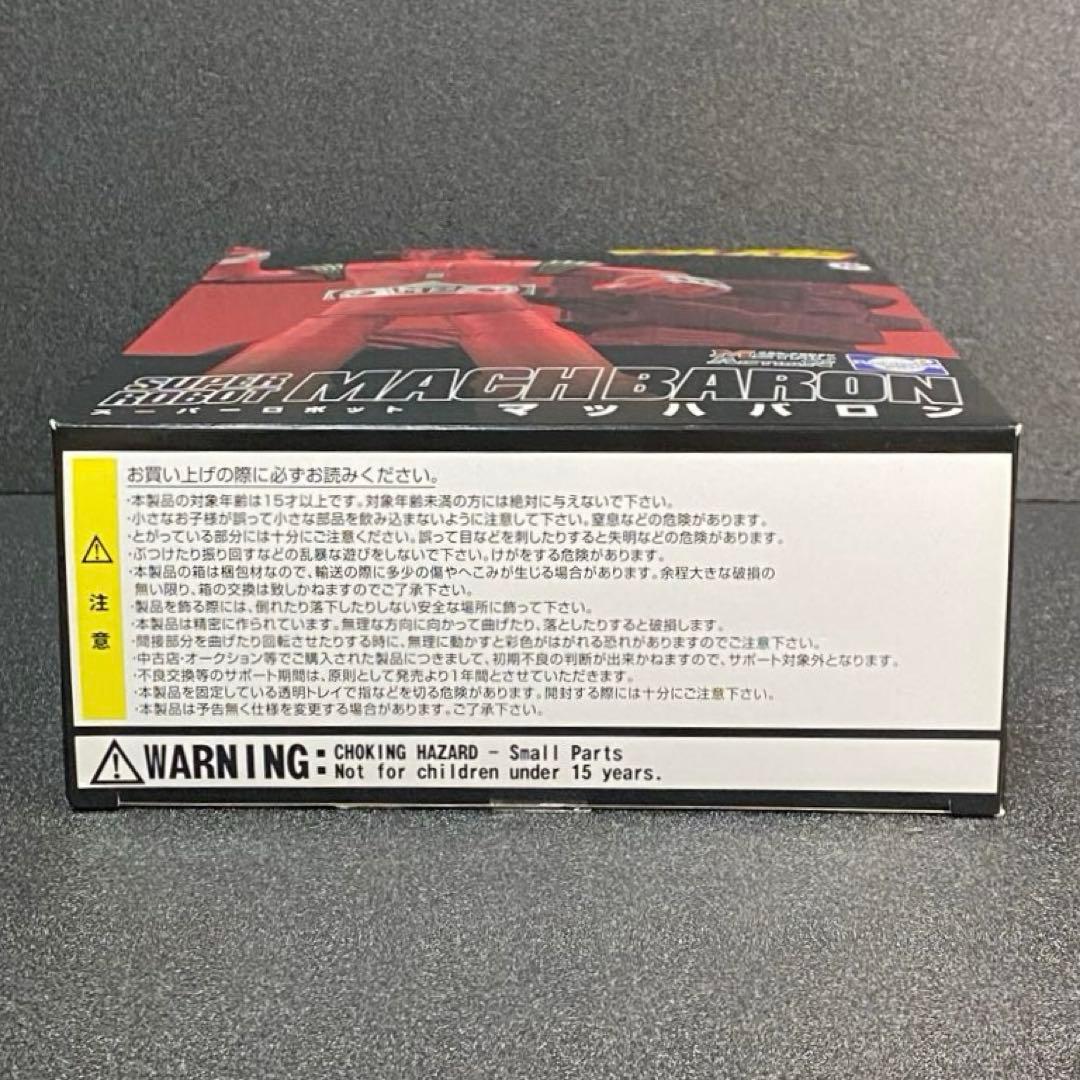 SUPER ROBOT MACH BARON
スーパーロボット マッハバロン
お買い上げの際に必ずお読みください。
·本製品の対象年齢は15才以上です。対象年齢未満の方には絶対に与えないで下さい。
·小さなお子様が誤って小さな部品を飲み込まないように注意して下さい。窒息などの危険があります。
·とがっている部分には十分にご注意ください。誤って目などを刺したりすると失明などの危険があります。
·ぶつけたり振り回すなどの乱暴な遊びをしないで下さい。けがをする危険があります。
·本製品の箱は梱包材なので、輸送の際に多少の傷やへこみが生じる場合があります。余程大きな破損の
無い限り、箱の交換は致しかねますのでご了承下さい。
·製品を飾る際には、倒れたり落下したりしない安全な場所に飾って下さい。
·本製品は精密に作られています。無理な方向に向かって曲げたり、落としたりすると破損します。
·間接部分を曲げたり回転させたりする時に、無理に動かすと彩色がはがれる恐れがありますのでご注意下さい。
·中古店·オークション等でご購入された製品につきまして、初期不良の判断が出来かねますので、サポート対象外となります。
·不良交換等のサポート期間は、原則として発売より1年間とさせていただきます。
·本製品を固定している透明トレイで指などを切る危険があります。開封する際には十分にご注意下さい。
·本製品は予告無く仕様を変更する場合があります。ご了承下さい。
注意
WARNING: CHOKING HAZARD - Small Parts
Not for children under 15 years.